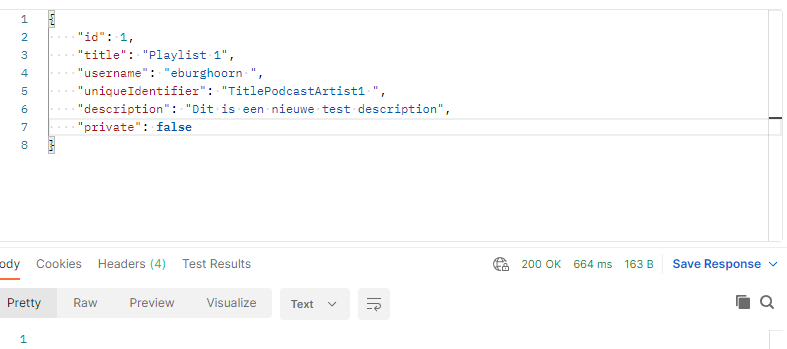 1 {
2 "id": 1,
3 "title": "Playlist 1",
4 "username": "eburghoorn ",
5 "uniqueIdentifier": "TitlePodcastArtist1 ",
6 "description": "Dit is een nieuwe test description",
7 "private": false
8 }
ody Cookies Headers (4) Test Results 200 OK 664 ms 163 B Save Response
Pretty Raw Preview Visualize Text
1